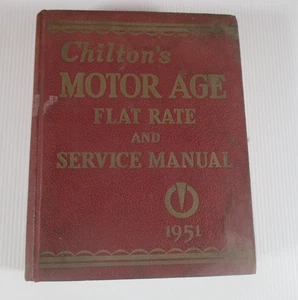 Chilton's
MOTOR AGE
FLAT RATE
AND
SERVICE MANUAL
1951